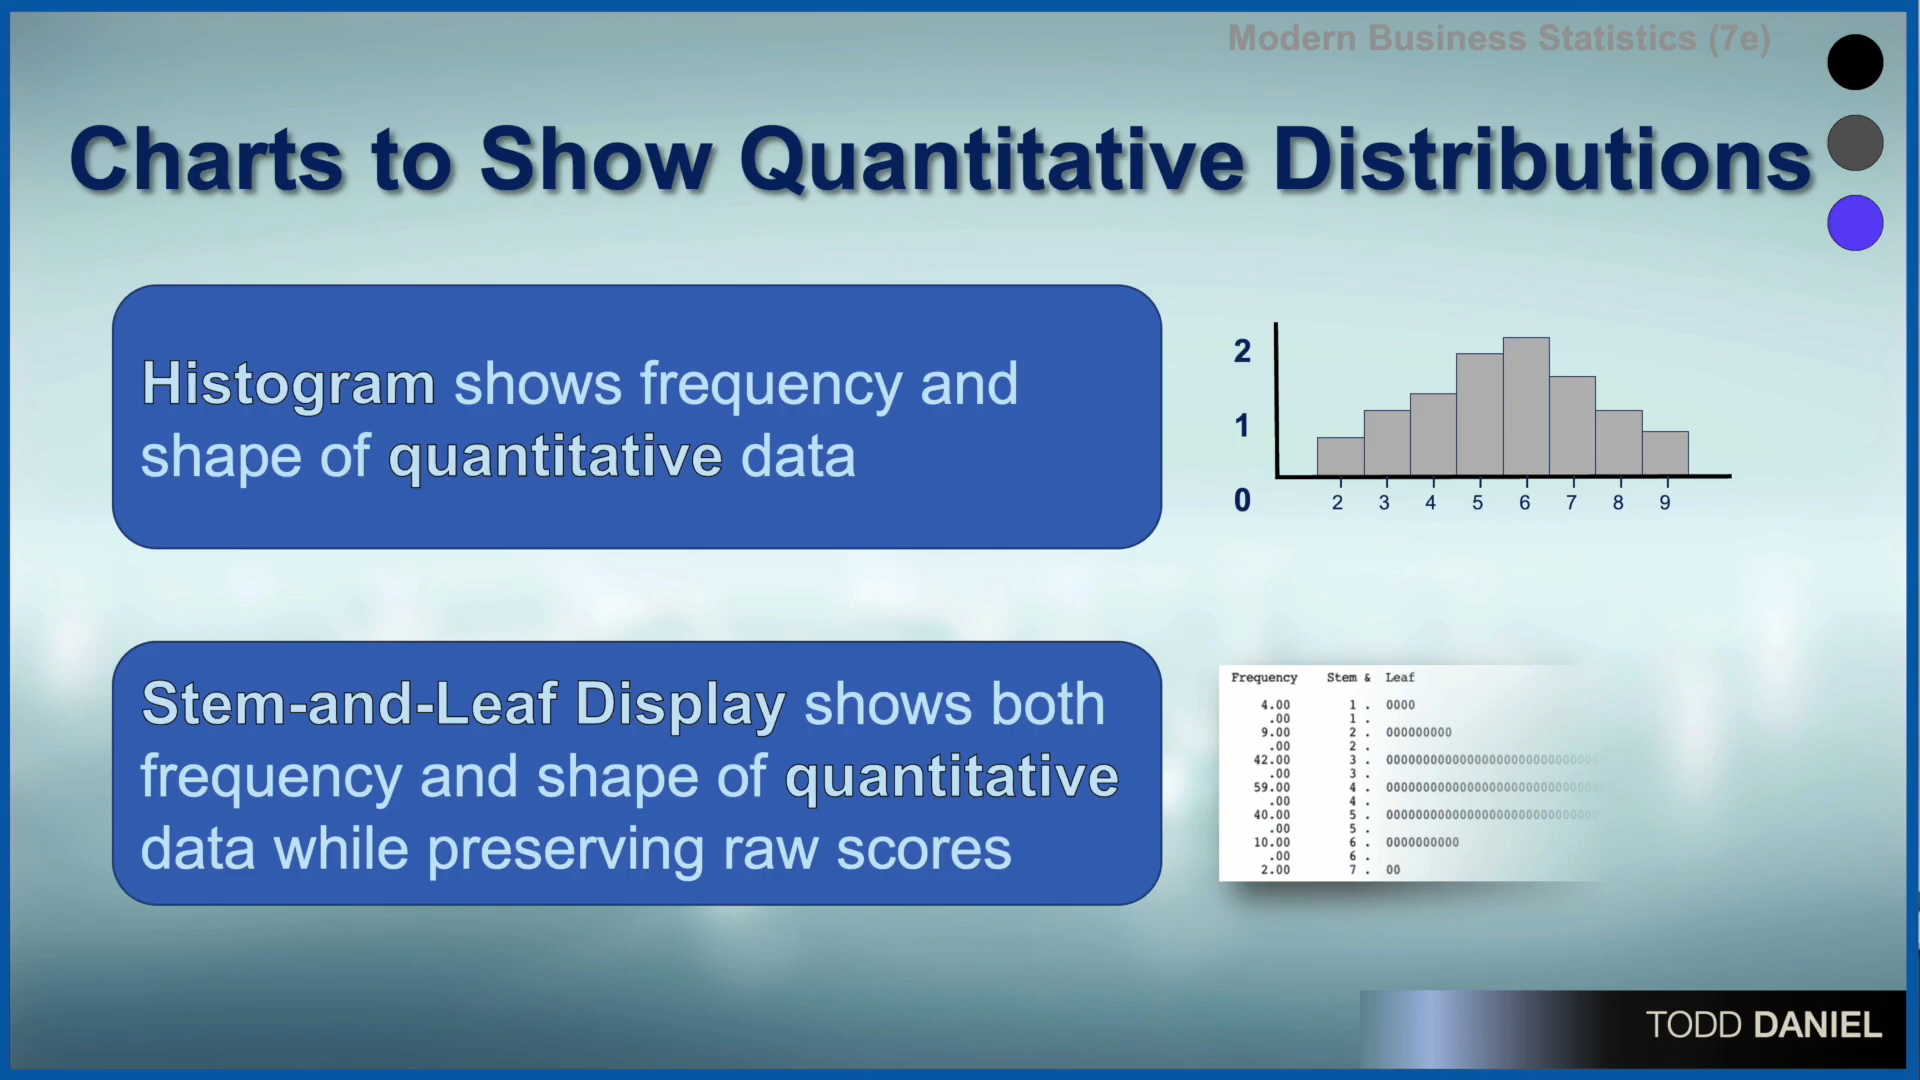 Modern Business Statistics (7e)
Charts to Show Quantitative Distributions
Histogram shows frequency and
shape of quantitative data
2
1
0
2 3 4 5 6 7 8 9
Stem-and-Leaf Display shows both
frequency and shape of quantitative
data while preserving raw scores
Frequency Stem & Leaf
4.00 1 . 0000
.00 1 .
9.00 2 . 000000000
.00 2 .
42.00 3 .
.00 3 .
59.00 4 .
.00 4 .
40.00 5 .
.00 5 .
10.00 6 . 0000000000
.00 6 .
2.00 7 . 00
TODD DANIEL